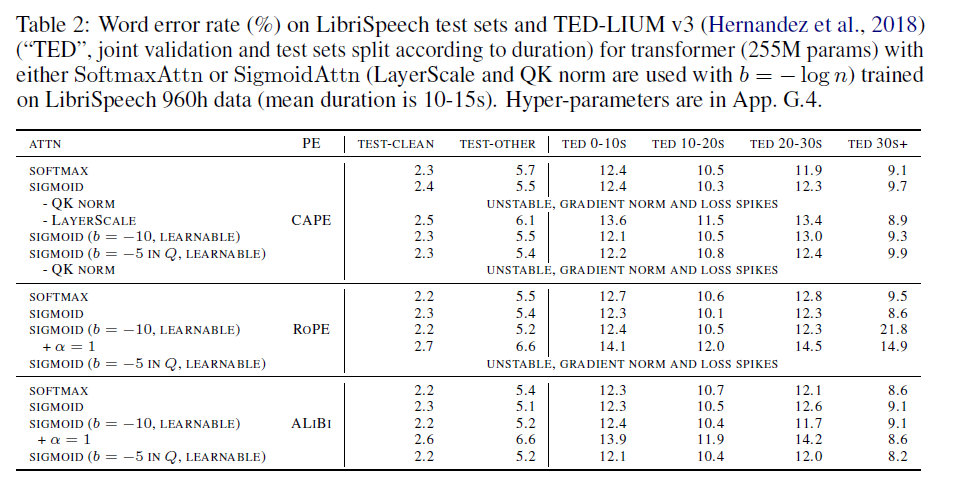 Table 2: Word error rate (%) on LibriSpeech test sets and TED-LIUM v3 (Hernandez et al., 2018)
(“TED”, joint validation and test sets split according to duration) for transformer (255M params) with
either SoftmaxAttn or SigmoidAttn (LayerScale and QK norm are used with b = − log n) trained
on LibriSpeech 960h data (mean duration is 10-15s). Hyper-parameters are in App. G.4.
ATTN PE TEST-CLEAN TEST-OTHER TED 0-10S TED 10-20S TED 20-30S TED 30S+
SOFTMAX 2.3 5.7 12.4 10.5 11.9 9.1
SIGMOID 2.4 5.5 12.4 10.3 12.3 9.7
- QK NORM UNSTABLE, GRADIENT NORM AND LOSS SPIKES
- LAYERSCALE CAPE 2.5 6.1 13.6 11.5 13.4 8.9
SIGMOID (b = −10, LEARNABLE) 2.3 5.5 12.1 10.5 13.0 9.3
SIGMOID (b = −5 IN Q, LEARNABLE) 2.3 5.4 12.2 10.8 12.4 9.9
- QK NORM UNSTABLE, GRADIENT NORM AND LOSS SPIKES
SOFTMAX 2.2 5.5 12.7 10.6 12.8 9.5
SIGMOID 2.3 5.4 12.3 10.1 12.3 8.6
SIGMOID (b = −10, LEARNABLE) ROPE 2.2 5.2 12.4 10.5 12.3 21.8
+ α = 1 2.7 6.6 14.1 12.0 14.5 14.9
SIGMOID (b = −5 IN Q, LEARNABLE) UNSTABLE, GRADIENT NORM AND LOSS SPIKES
SOFTMAX 2.2 5.4 12.3 10.7 12.1 8.6
SIGMOID 2.3 5.1 12.3 10.5 12.6 9.1
SIGMOID (b = −10, LEARNABLE) ALIBI 2.2 5.2 12.4 10.4 11.7 9.1
+ α = 1 2.6 6.6 13.9 11.9 14.2 8.6
SIGMOID (b = −5 IN Q, LEARNABLE) 2.2 5.2 12.1 10.4 12.0 8.2